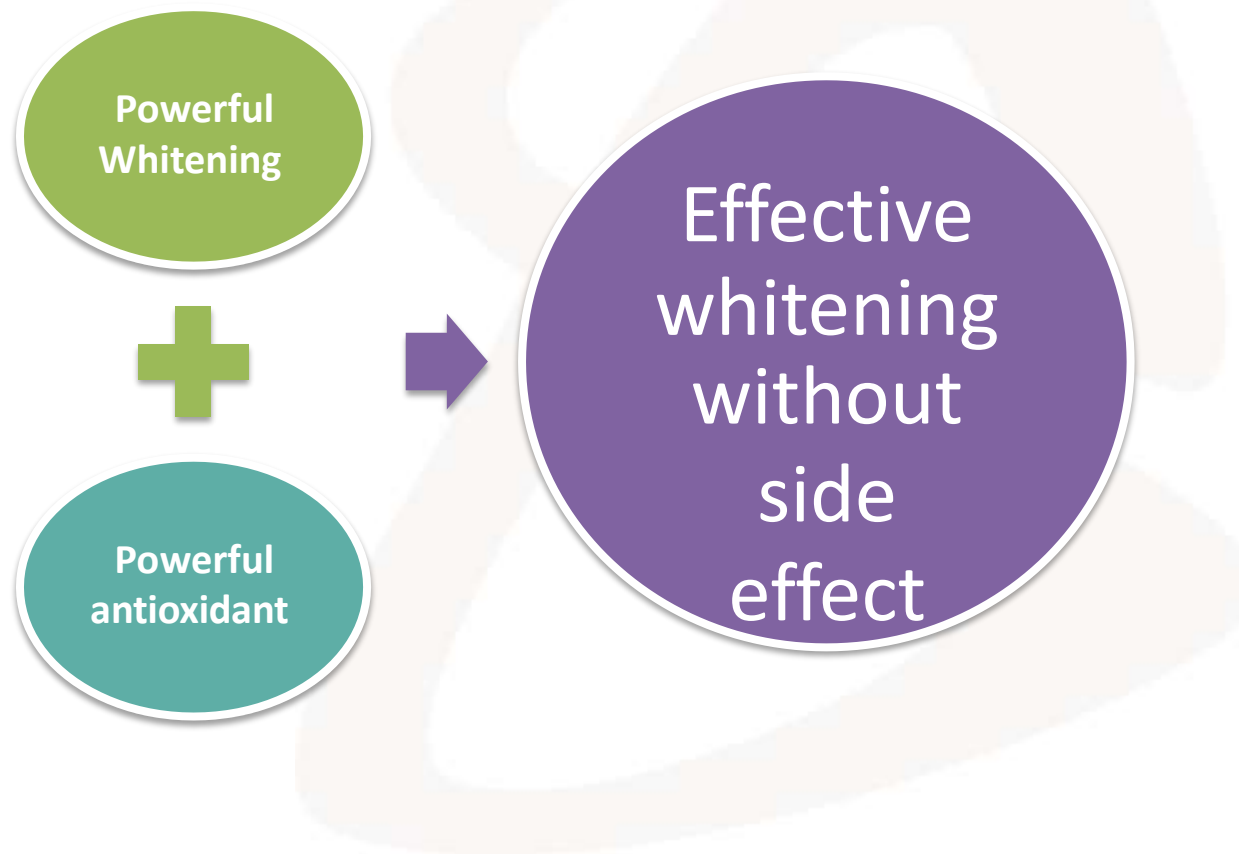 Powerful
Whitening
Powerful
antioxidant
Effective
whitening
without
side
effect